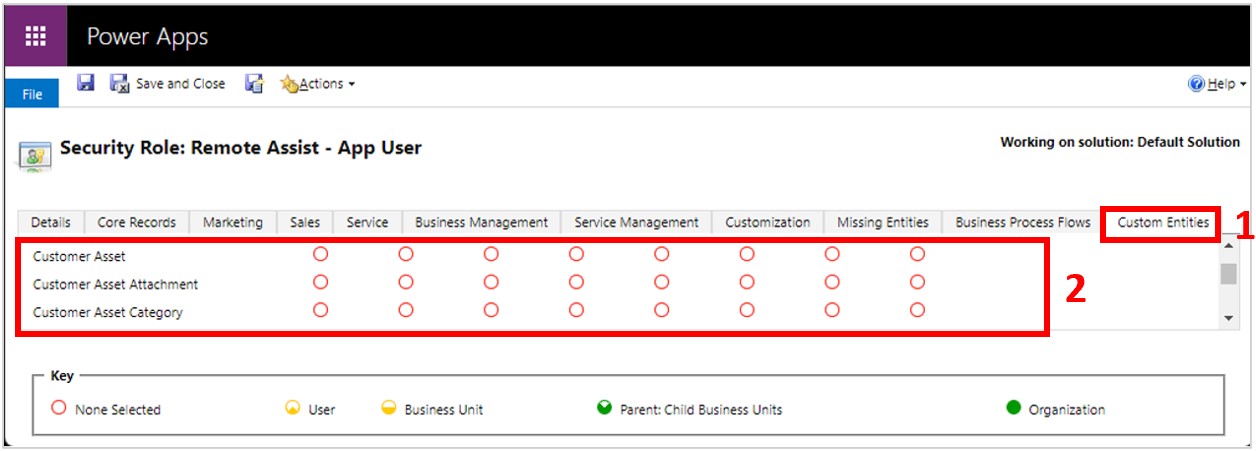 Power Apps
File
Save and Close
Actions
Help
Security Role: Remote Assist - App User
Working on solution: Default Solution
Details Core Records Marketing Sales Service Business Management Service Management Customization Missing Entities Business Process Flows Custom Entities 1
Customer Asset
Customer Asset Attachment 2
Customer Asset Category
Key
None Selected User Business Unit Parent: Child Business Units Organization